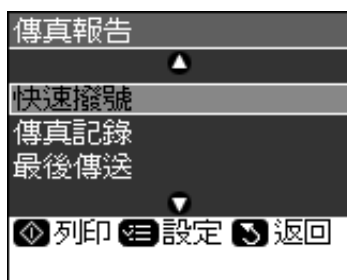 傳真報告
快速撥號
傳真記錄
最後傳送
列印 設定 返回